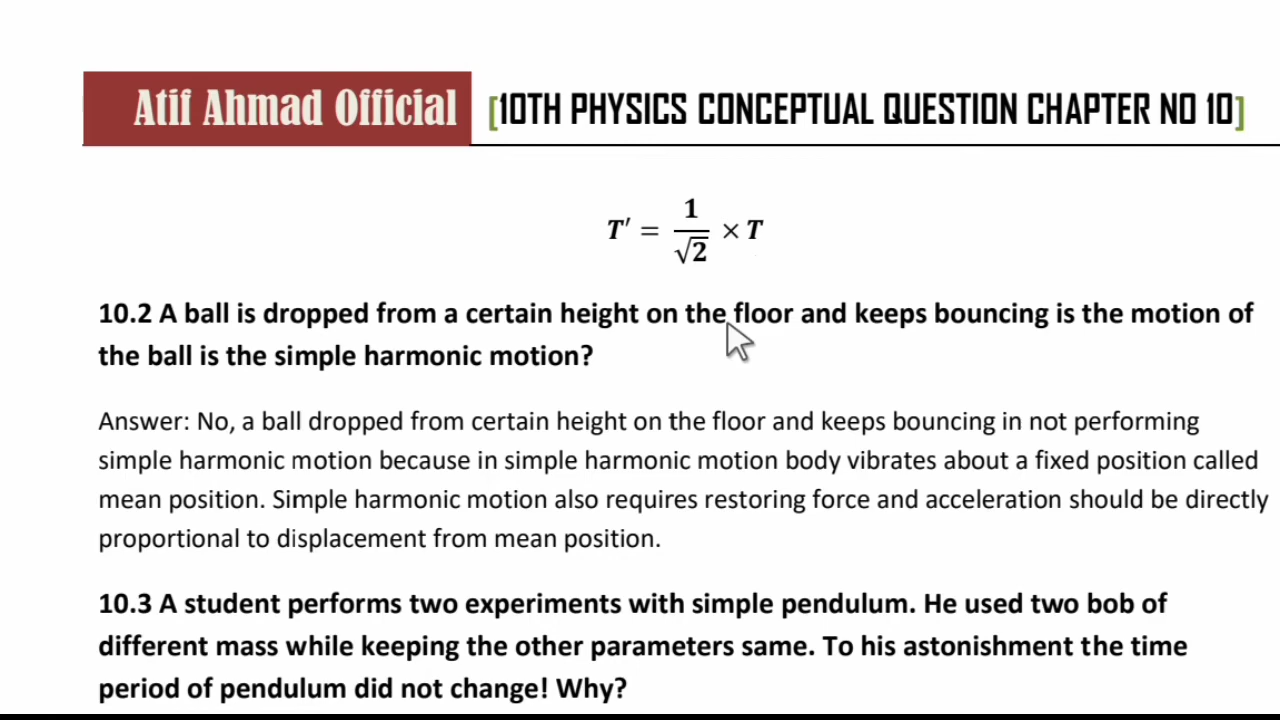 Atif Ahmad Official [10TH PHYSICS CONCEPTUAL QUESTION CHAPTER NO 10]
T′ = 1/√2 × T
10.2 A ball is dropped from a certain height on the floor and keeps bouncing is the motion of
the ball is the simple harmonic motion?
Answer: No, a ball dropped from certain height on the floor and keeps bouncing in not performing
simple harmonic motion because in simple harmonic motion body vibrates about a fixed position called
mean position. Simple harmonic motion also requires restoring force and acceleration should be directly
proportional to displacement from mean position.
10.3 A student performs two experiments with simple pendulum. He used two bob of
different mass while keeping the other parameters same. To his astonishment the time
period of pendulum did not change! Why?